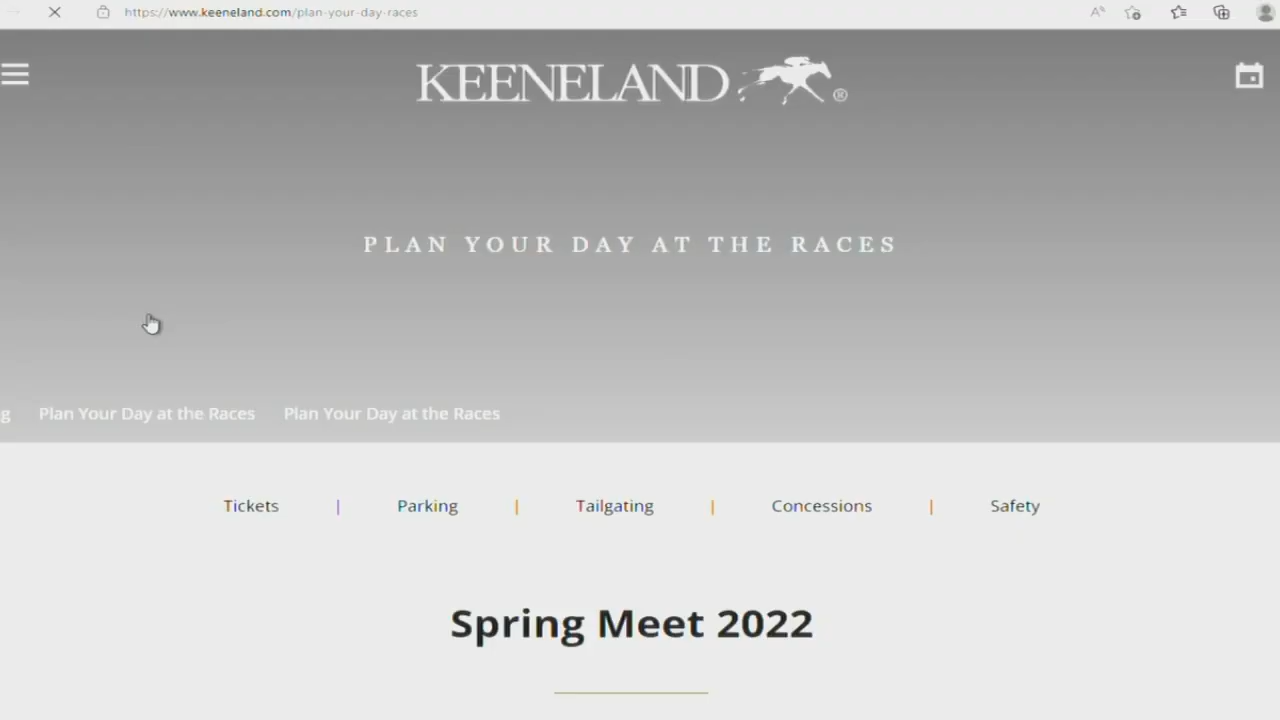 https://www.keeneland.com/plan-your-day-races
KEENELAND ®
PLAN YOUR DAY AT THE RACES
g Plan Your Day at the Races Plan Your Day at the Races
Tickets | Parking | Tailgating | Concessions | Safety
Spring Meet 2022